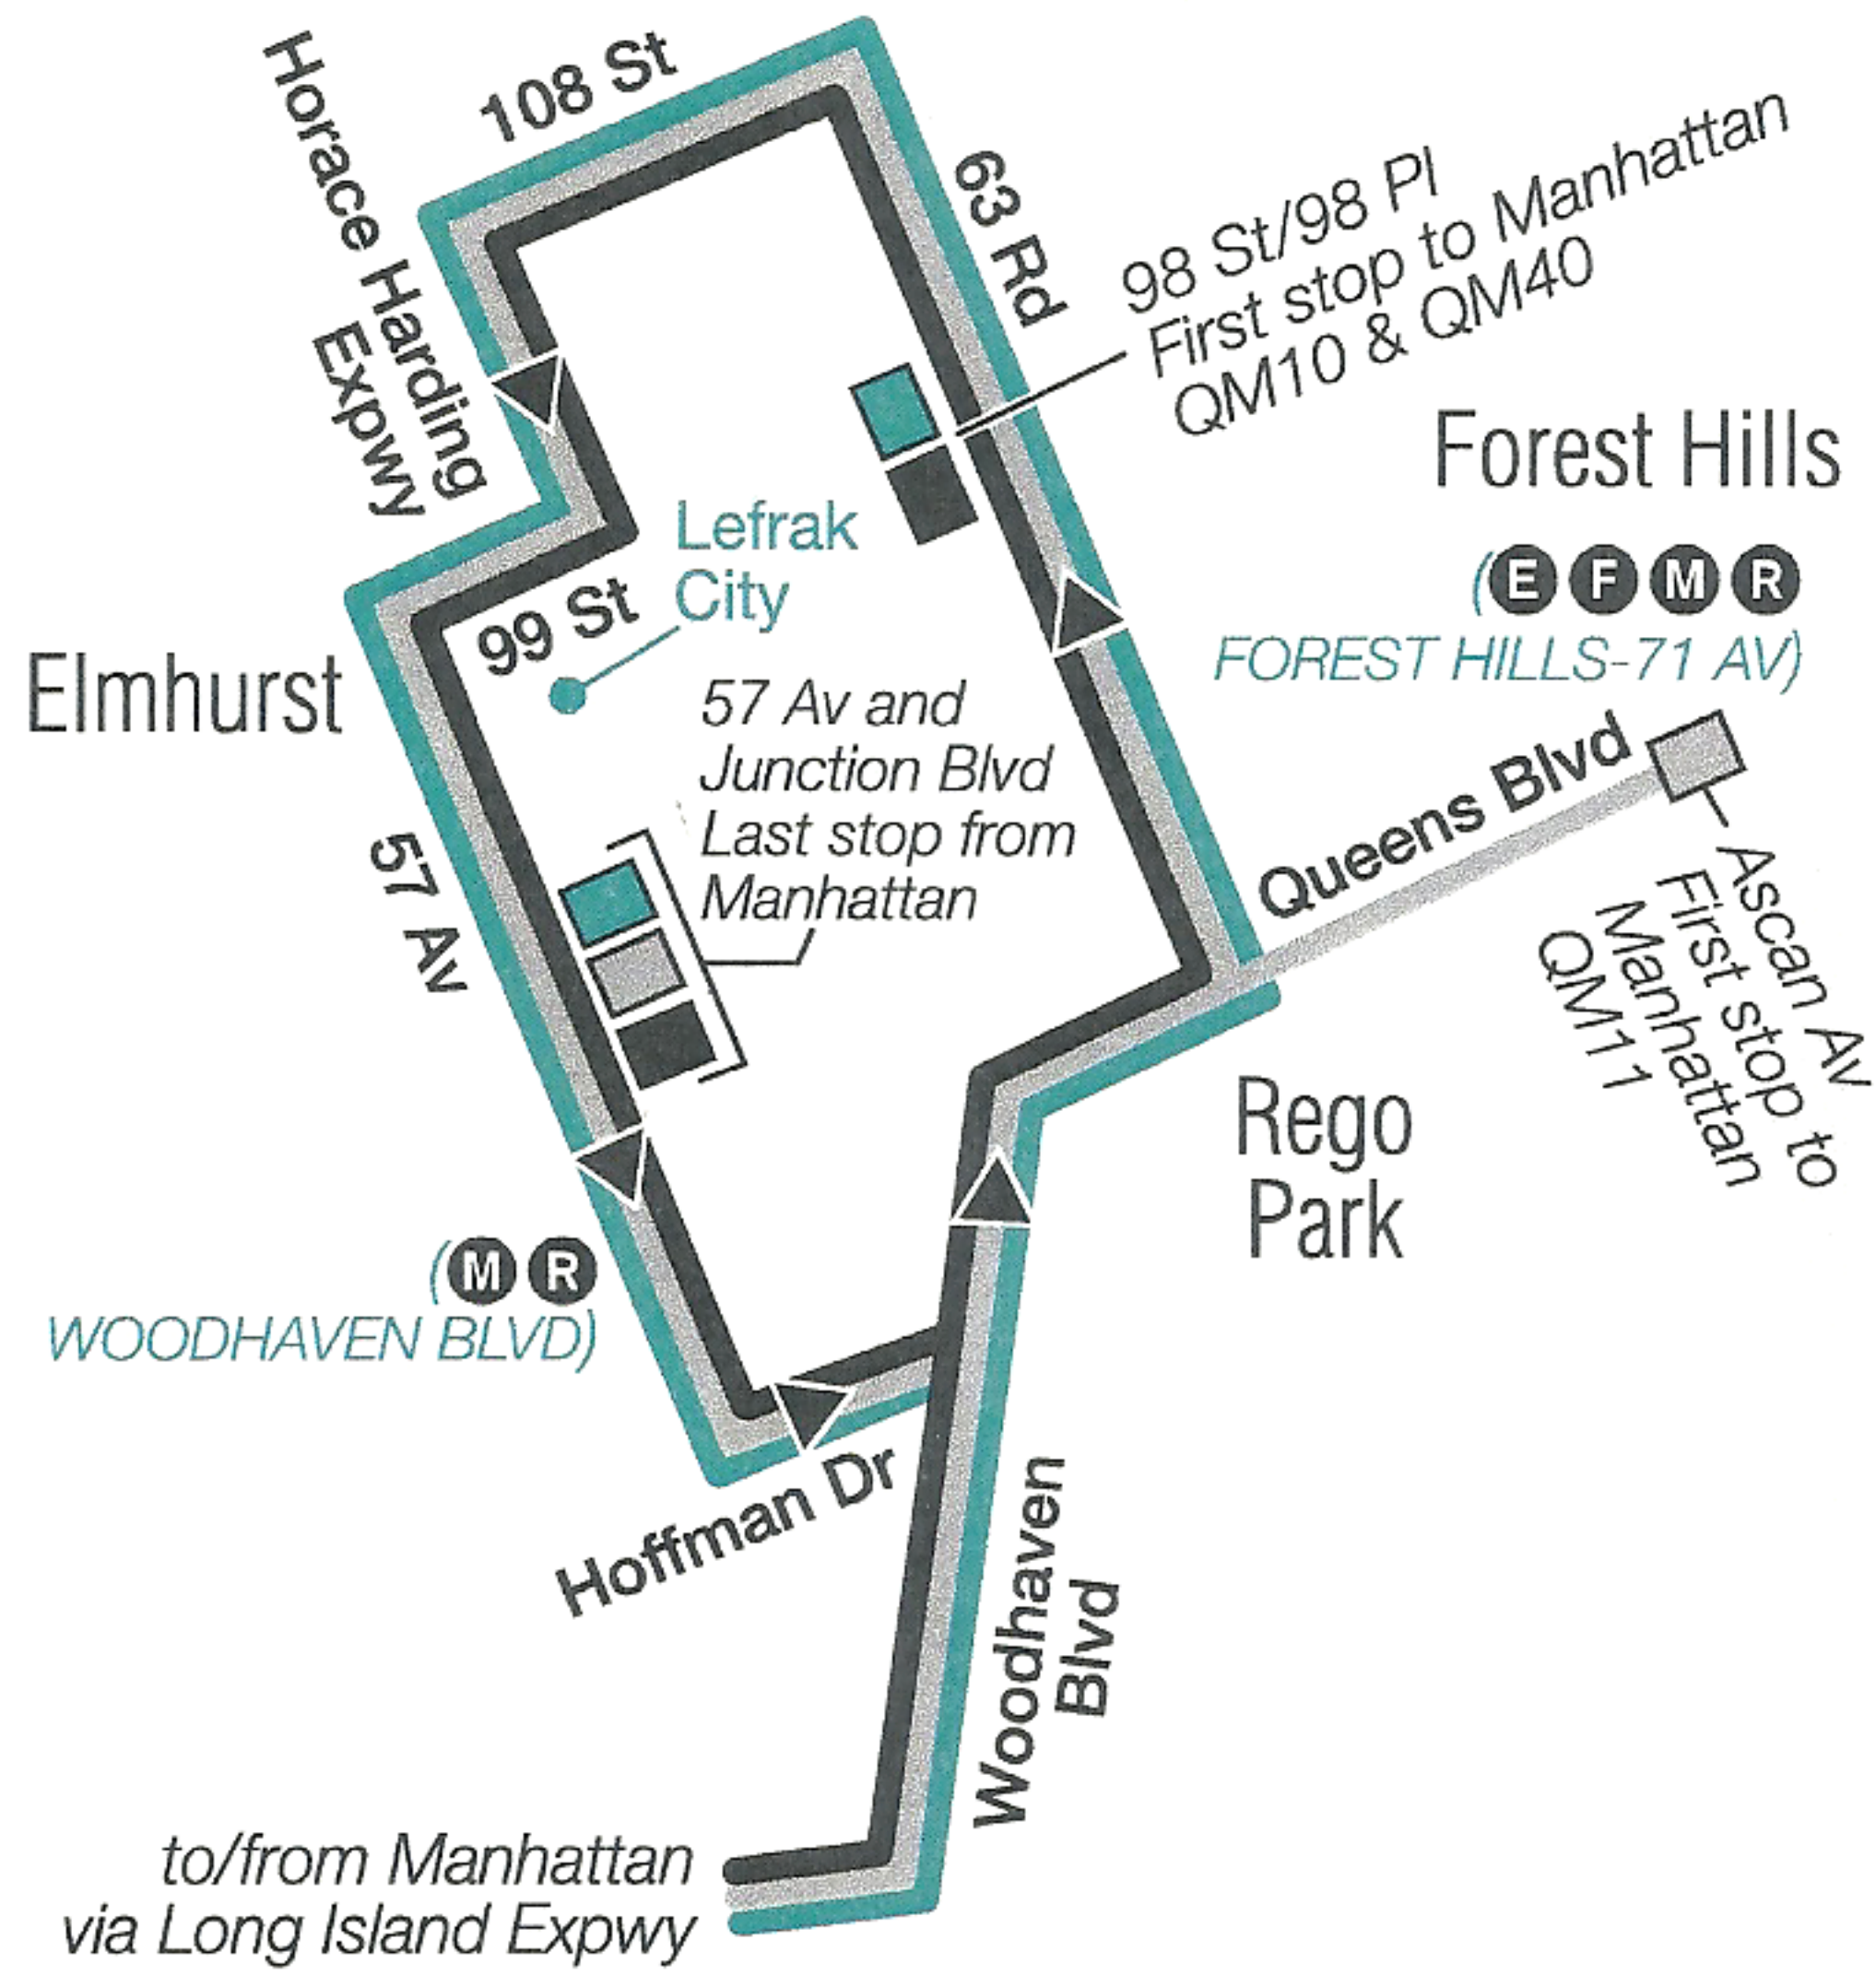 108 St
Horace Harding
Expwy
63 Rd
98 St/98 Pl
First stop to Manhattan
QM10 & QM40
Forest Hills
(E F M R
FOREST HILLS-71 AV)
Lefrak
City
99 St
Elmhurst
57 Av and
Junction Blvd
Last stop from
Manhattan
57 Av
Queens Blvd
Ascan Av
First stop to
Manhattan
QM11
Rego
Park
(M R
WOODHAVEN BLVD)
Hoffman Dr
Woodhaven
Blvd
to/from Manhattan
via Long Island Expwy